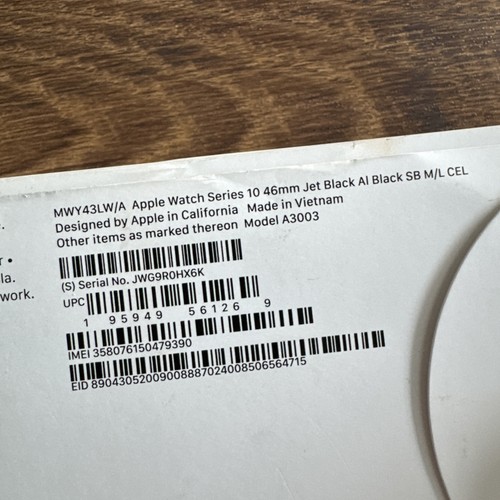 MWY43LW/A Apple Watch Series 10 46mm Jet Black Al Black SB M/L CEL
Designed by Apple in California Made in Vietnam
Other items as marked thereon Model A3003
(S) Serial No. JWG9R0HX6K
UPC
1 95949 56126 9
IMEI 358076150479390
EID 89043052009008887024008506564715
r •
la.
work.